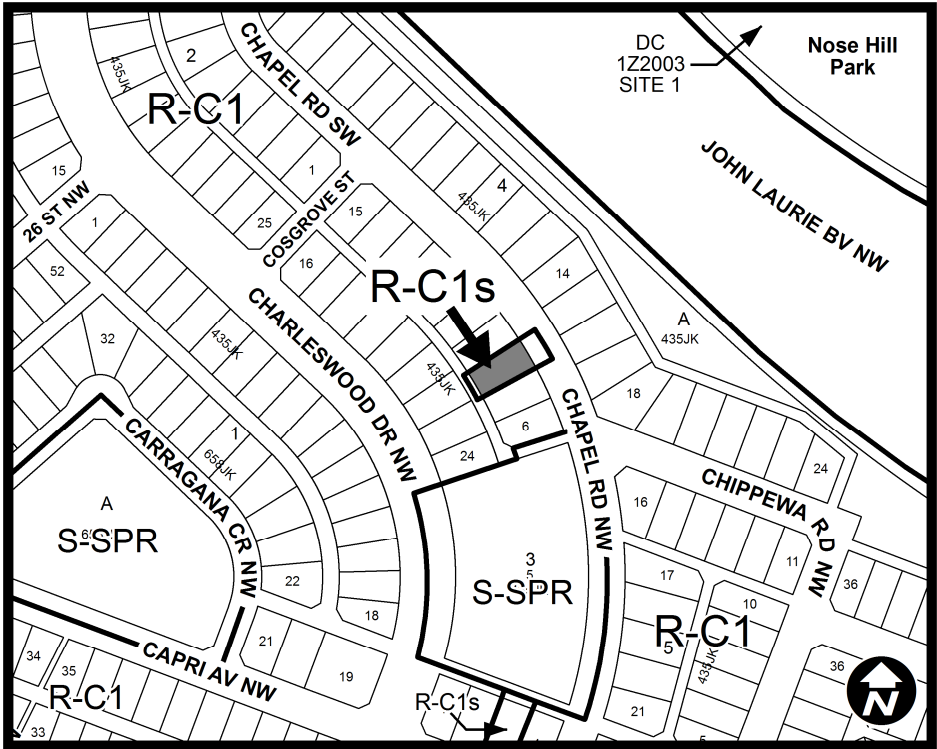 DC
1Z2003
SITE 1
Nose Hill
Park
JOHN LAURIE BV NW
CHAPEL RD SW
2
435JK
R-C1
1
4
435JK
15
26 ST NW
1
25
COSGROVE ST
15
16
52
14
R-C1s
A
435JK
CHARLESWOOD DR NW
32
435JK
435JK
18
CHAPEL RD NW
6
24
CARRAGANA CR NW
1
658JK
24
CHIPPEWA RD NW
16
11
A
S-SPR
3
5
S-SPR
22
18
17
10
36
R-C1
5
435JK
21
19
CAPRI AV NW
34
35
R-C1
33
R-C1s
21
36
5
N